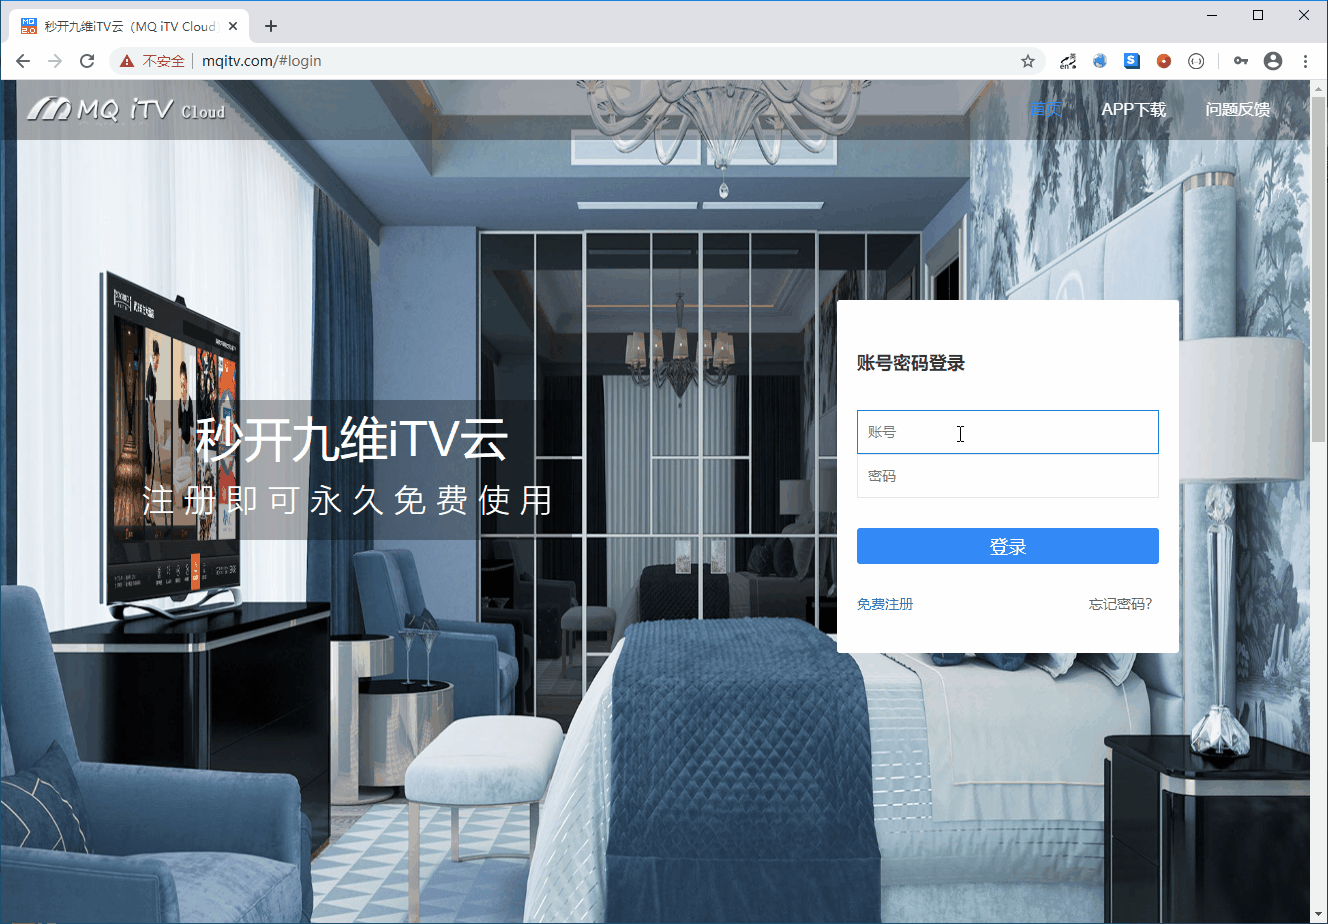 秒开九维iTV云（MQ iTV Cloud
不安全
mqitv.com/#login
MQ iTV Cloud
首页
APP下载
问题反馈
秒开九维iTV云
注册即可永久免费使用
账号密码登录
账号
密码
登录
免费注册
忘记密码?